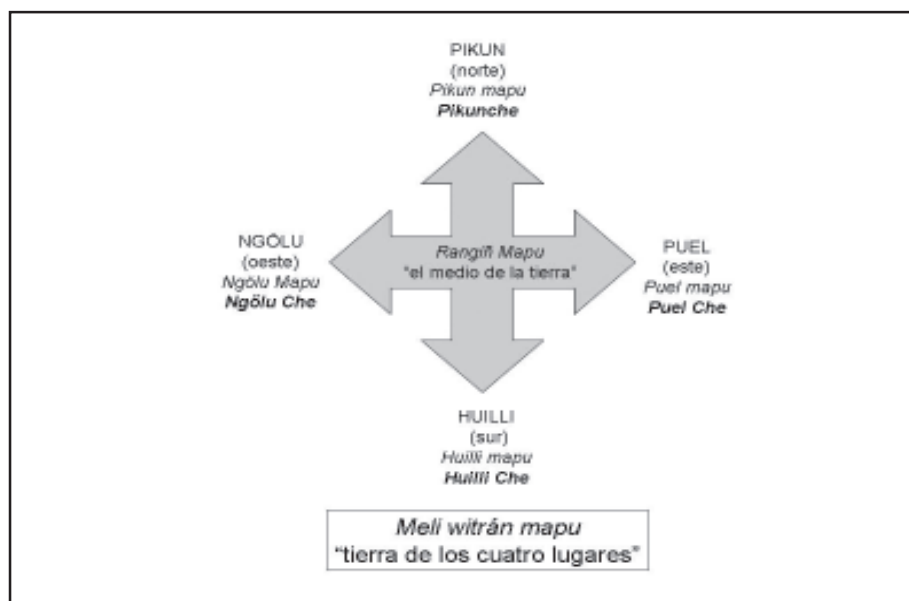 PIKUN
(norte)
Pikun mapu
Pikunche
NGÖLU
(oeste)
Ngölu Mapu
Ngölu Che
Rangiñ Mapu
"el medio de la tierra"
PUEL
(este)
Puel mapu
Puel Che
HUILLI
(sur)
Huilli mapu
Huilli Che
Meli witrán mapu
"tierra de los cuatro lugares"